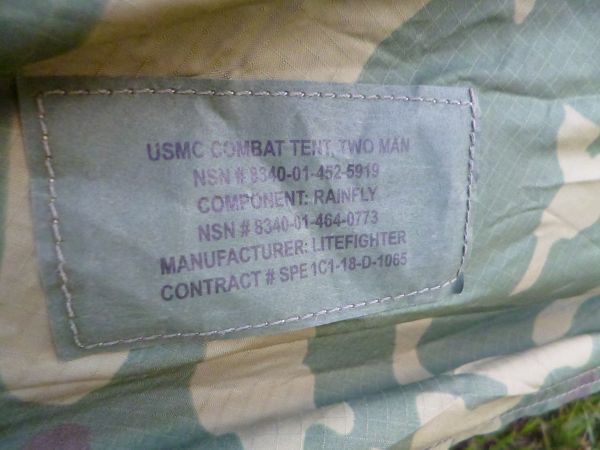 USMC COMBAT TENT, TWO MAN
NSN # 8340-01-452-5919
COMPONENT: RAINFLY
NSN # 8340-01-464-0773
MANUFACTURER: LITEFIGHTER
CONTRACT # SPE 1C1-18-D-1065